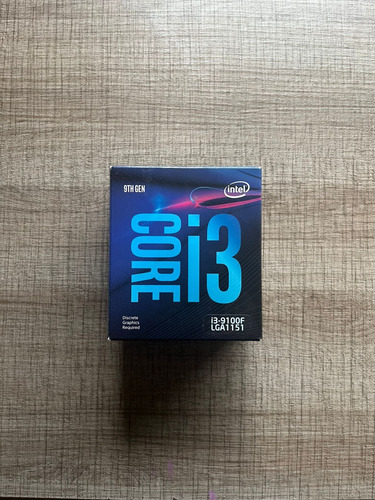 9TH GEN
intel
CORE i3
Discrete
Graphics
Required
i3-9100F
LGA1151